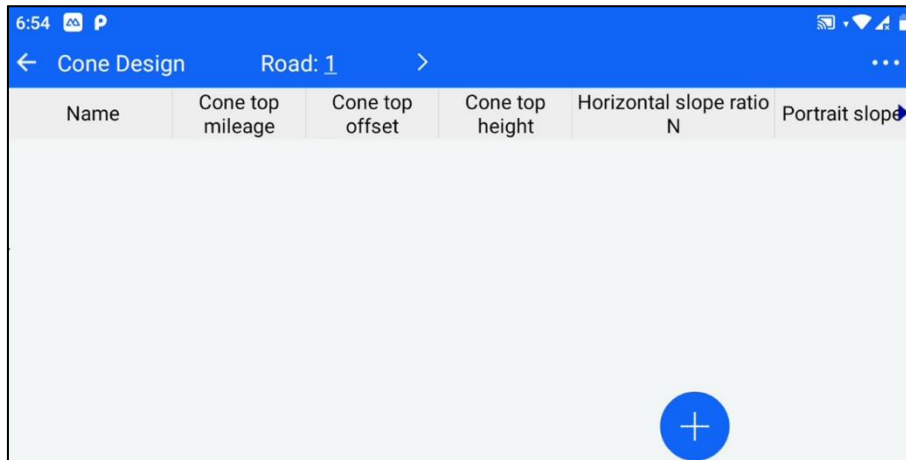 6:54 P
Cone Design Road: 1 >
Name
Cone top
mileage
Cone top
offset
Cone top
height
Horizontal slope ratio
N
Portrait slope